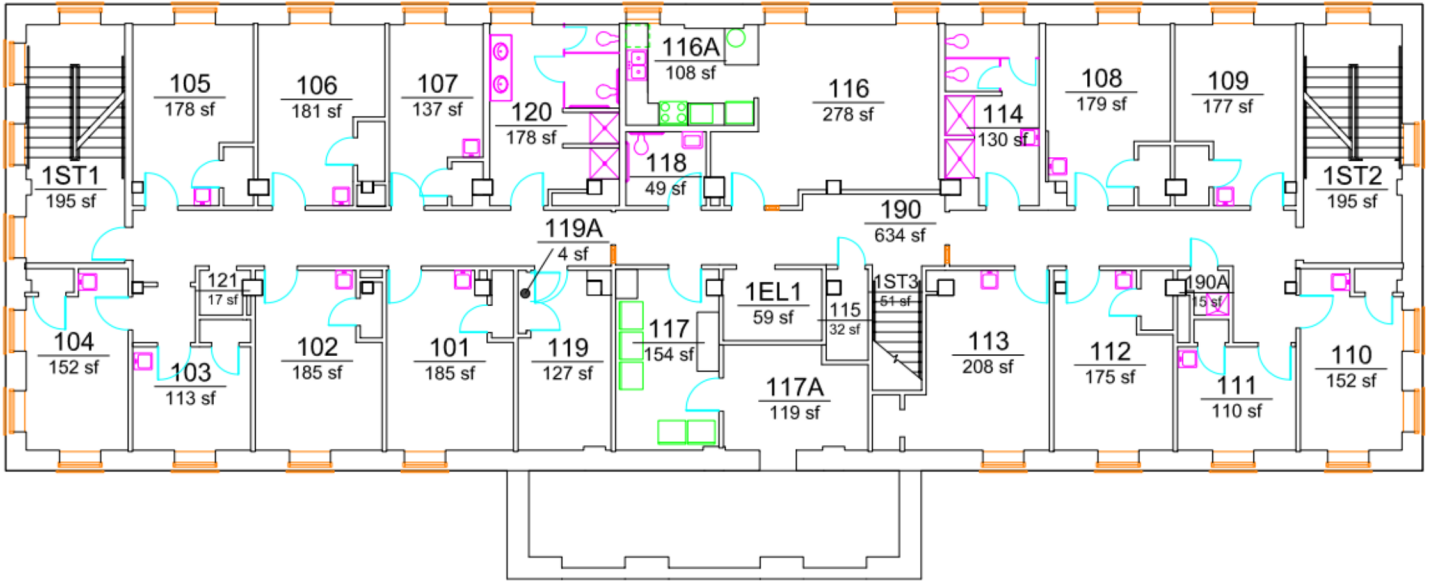 105
178 sf
106
181 sf
107
137 sf
120
178 sf
116A
108 sf
116
278 sf
118
49 sf
114
130 sf
108
179 sf
109
177 sf
1ST1
195 sf
1ST2
195 sf
190
634 sf
119A
4 sf
121
17 sf
104
152 sf
103
113 sf
102
185 sf
101
185 sf
119
127 sf
117
154 sf
1EL1
59 sf
115
32 sf
1ST3
51 sf
117A
119 sf
113
208 sf
112
175 sf
190A
15 sf
111
110 sf
110
152 sf